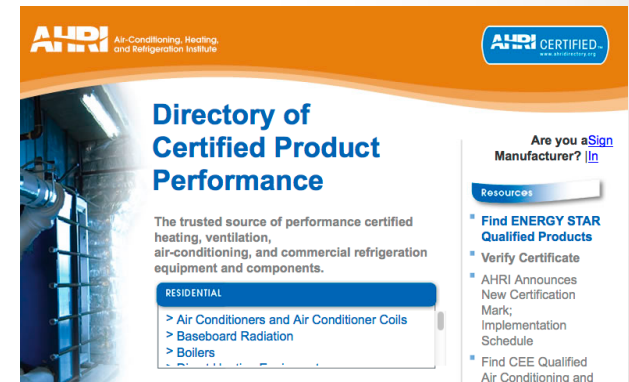 AHRI Air-Conditioning, Heating,
and Refrigeration Institute
AHRI CERTIFIED™
www.ahridirectory.org
Directory of
Certified Product
Performance
The trusted source of performance certified
heating, ventilation,
air-conditioning, and commercial refrigeration
equipment and components.
RESIDENTIAL
> Air Conditioners and Air Conditioner Coils
> Baseboard Radiation
> Boilers
Are you a Sign
Manufacturer? |In
Resources
Find ENERGY STAR
Qualified Products
Verify Certificate
AHRI Announces
New Certification
Mark;
Implementation
Schedule
Find CEE Qualified
Air Conditioning and